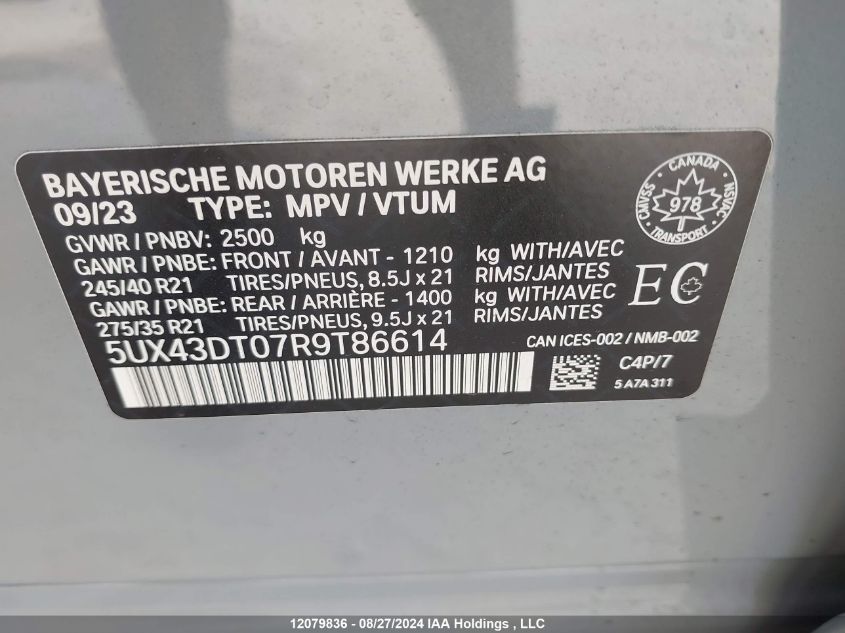 BAYERISCHE MOTOREN WERKE AG
09/23 TYPE: MPV / VTUM
GVWR / PNBV: 2500 kg
GAWR / PNBE: FRONT / AVANT - 1210 kg WITH/AVEC
245/40 R21 TIRES/PNEUS, 8.5J x 21 RIMS/JANTES
GAWR / PNBE: REAR / ARRIÈRE - 1400 kg WITH/AVEC
275/35 R21 TIRES/PNEUS, 9.5J x 21 RIMS/JANTES
5UX43DT07R9T86614
CANADA
CMVSS 978 NSVAC
TRANSPORT
EC
CAN ICES-002 / NMB-002
C4P/7
5 A7A 311
12079836 - 08/27/2024 IAA Holdings , LLC